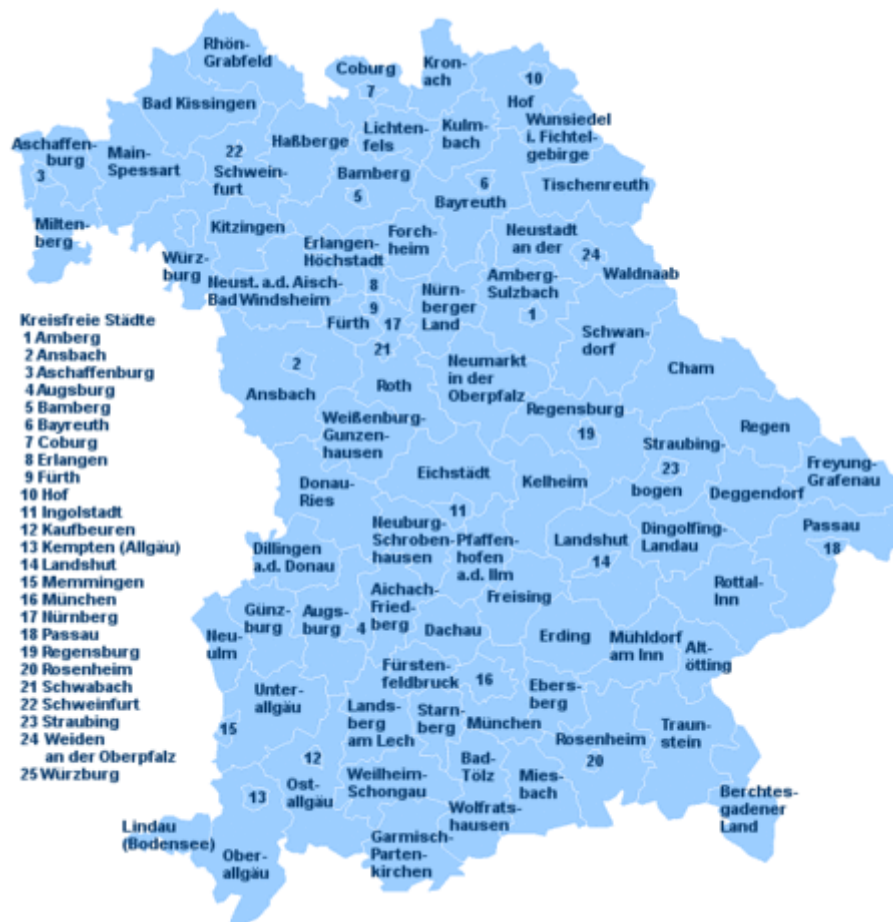 Rhön-
Grabfeld
Coburg
7
Kron-
ach
10
Hof
Bad Kissingen
Wunsiedel
i. Fichtel-
gebirge
Aschaffen-
burg
3
Main-
Spessart
22
Schwein-
furt
Haßberge
Lichten-
fels
Kulm-
bach
Bamberg
5
6
Bayreuth
Tischenreuth
Milten-
berg
Kitzingen
Würz-
burg
Erlangen-
Höchstadt
Forch-
heim
Neustadt
an der
24
Waldnaab
Neust. a.d. Aisch-
Bad Windsheim
8
9
Fürth
17
Nürn-
berger
Land
Amberg-
Sulzbach
1
Schwan-
dorf
21
2
Ansbach
Roth
Neumarkt
in der
Oberpfalz
Cham
Weißenburg-
Gunzen-
hausen
Regensburg
19
Straubing-
23
bogen
Regen
Freyung-
Grafenau
Eichstädt
Kelheim
Deggendorf
Donau-
Ries
11
Neuburg-
Schroben-
hausen
Pfaffen-
hofen
a.d. Ilm
Landshut
14
Dingolfing-
Landau
Passau
18
Dillingen
a.d. Donau
Rottal-
Inn
Aichach-
Fried-
berg
Freising
Günz-
burg
Augs-
burg
4
Neu-
ulm
Dachau
Erding
Mühldorf
am Inn
Alt-
ötting
Fürsten-
feldbruck
16
Ebers-
berg
Unter-
allgäu
Lands-
berg
am Lech
Starn-
berg
München
Traun-
stein
15
Rosenheim
20
12
Ost-
allgäu
Weilheim-
Schongau
Bad-
Tölz
Wolfrats-
hausen
Mies-
bach
13
Berchtes-
gadener
Land
Lindau
(Bodensee)
Ober-
allgäu
Garmisch-
Parten-
kirchen
Kreisfreie Städte
1 Amberg
2 Ansbach
3 Aschaffenburg
4 Augsburg
5 Bamberg
6 Bayreuth
7 Coburg
8 Erlangen
9 Fürth
10 Hof
11 Ingolstadt
12 Kaufbeuren
13 Kempten (Allgäu)
14 Landshut
15 Memmingen
16 München
17 Nürnberg
18 Passau
19 Regensburg
20 Rosenheim
21 Schwabach
22 Schweinfurt
23 Straubing
24 Weiden
an der Oberpfalz
25 Würzburg